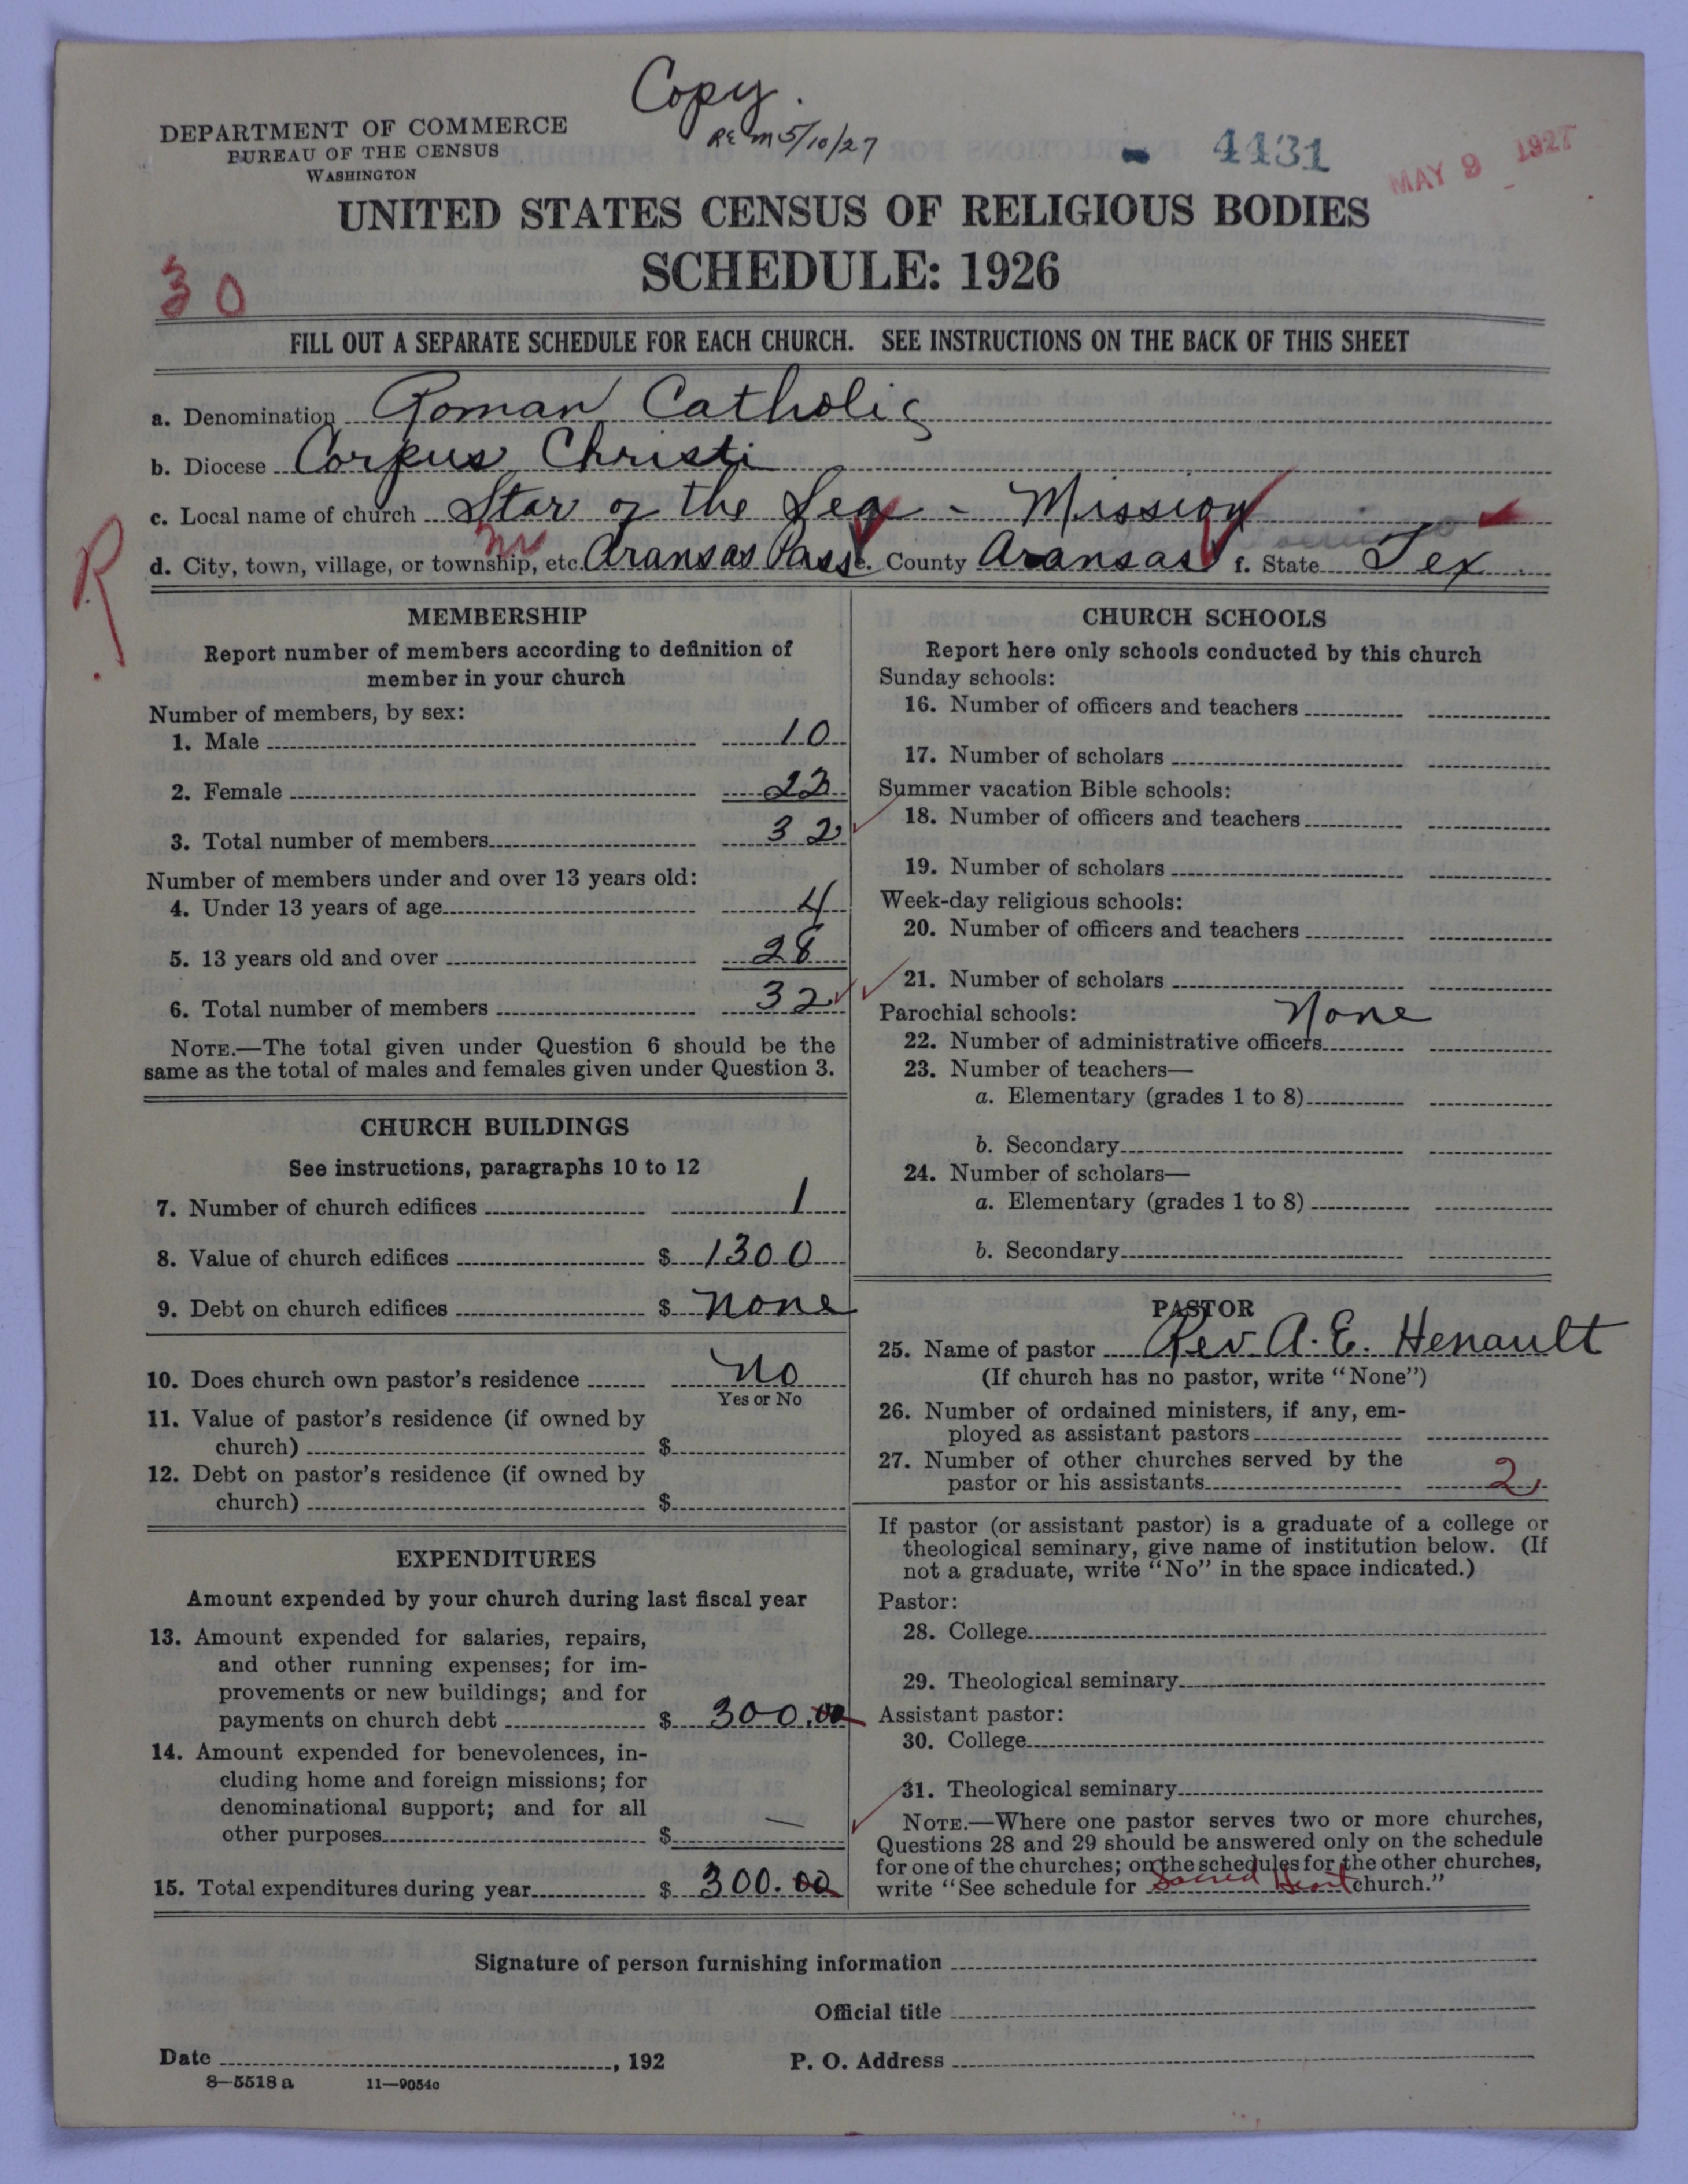 Copy.
REM 5/10/27
DEPARTMENT OF COMMERCE
BUREAU OF THE CENSUS
WASHINGTON
- 4431
MAY 9 1927
UNITED STATES CENSUS OF RELIGIOUS BODIES
SCHEDULE: 1926
30
FILL OUT A SEPARATE SCHEDULE FOR EACH CHURCH. SEE INSTRUCTIONS ON THE BACK OF THIS SHEET
a. Denomination Roman Catholic
b. Diocese Corpus Christi
c. Local name of church Star of the Sea - Mission
R
d. City, town, village, or township, etc. Aransas Pass e. County Aransas f. State Tex.
MEMBERSHIP
Report number of members according to definition of
member in your church
Number of members, by sex:
1. Male 10
2. Female 22
3. Total number of members 32
Number of members under and over 13 years old:
4. Under 13 years of age 4
5. 13 years old and over 28
6. Total number of members 32
NOTE.—The total given under Question 6 should be the
same as the total of males and females given under Question 3.
CHURCH BUILDINGS
See instructions, paragraphs 10 to 12
7. Number of church edifices 1
8. Value of church edifices $ 1300
9. Debt on church edifices $ none
10. Does church own pastor's residence No
Yes or No
11. Value of pastor's residence (if owned by
church) $
12. Debt on pastor's residence (if owned by
church) $
EXPENDITURES
Amount expended by your church during last fiscal year
13. Amount expended for salaries, repairs,
and other running expenses; for im-
provements or new buildings; and for
payments on church debt $ 300.00
14. Amount expended for benevolences, in-
cluding home and foreign missions; for
denominational support; and for all
other purposes $ —
15. Total expenditures during year $ 300.00
CHURCH SCHOOLS
Report here only schools conducted by this church
Sunday schools:
16. Number of officers and teachers
17. Number of scholars
Summer vacation Bible schools:
18. Number of officers and teachers
19. Number of scholars
Week-day religious schools:
20. Number of officers and teachers
21. Number of scholars
Parochial schools: None
22. Number of administrative officers
23. Number of teachers—
a. Elementary (grades 1 to 8)
b. Secondary
24. Number of scholars—
a. Elementary (grades 1 to 8)
b. Secondary
PASTOR
25. Name of pastor Rev. A. E. Henault
(If church has no pastor, write "None")
26. Number of ordained ministers, if any, em-
ployed as assistant pastors
27. Number of other churches served by the
pastor or his assistants 2
If pastor (or assistant pastor) is a graduate of a college or
theological seminary, give name of institution below. (If
not a graduate, write "No" in the space indicated.)
Pastor:
28. College
29. Theological seminary
Assistant pastor:
30. College
31. Theological seminary
NOTE.—Where one pastor serves two or more churches,
Questions 28 and 29 should be answered only on the schedule
for one of the churches; on the schedules for the other churches,
write "See schedule for Sacred Heart church."
Signature of person furnishing information
Official title
Date , 192 P. O. Address
8—5518 a 11—9054c